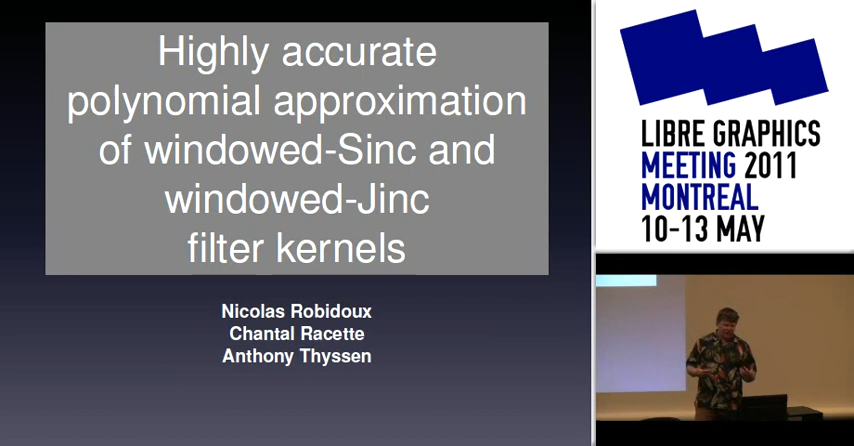 Highly accurate
polynomial approximation
of windowed-Sinc and
windowed-Jinc
filter kernels
Nicolas Robidoux
Chantal Racette
Anthony Thyssen
LIBRE GRAPHICS
MEETING 2011
MONTREAL
10-13 MAY